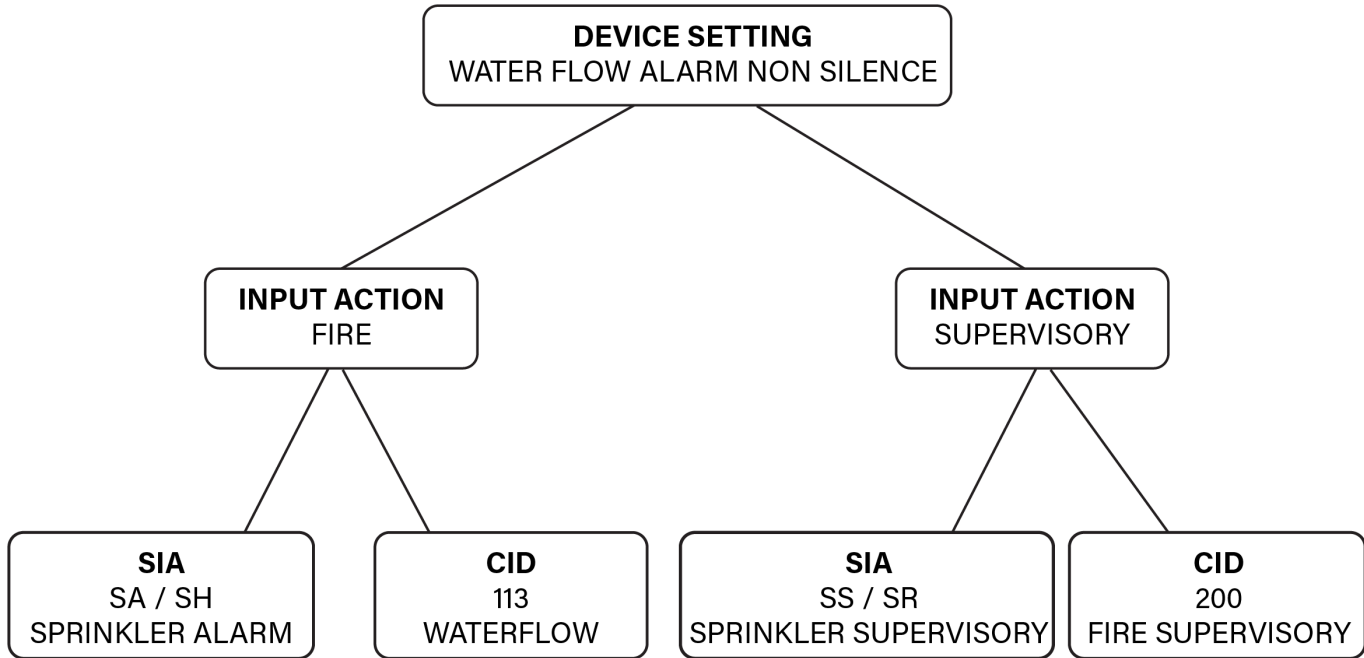 DEVICE SETTING
WATER FLOW ALARM NON SILENCE
INPUT ACTION
FIRE
INPUT ACTION
SUPERVISORY
SIA
SA / SH
SPRINKLER ALARM
CID
113
WATERFLOW
SIA
SS / SR
SPRINKLER SUPERVISORY
CID
200
FIRE SUPERVISORY